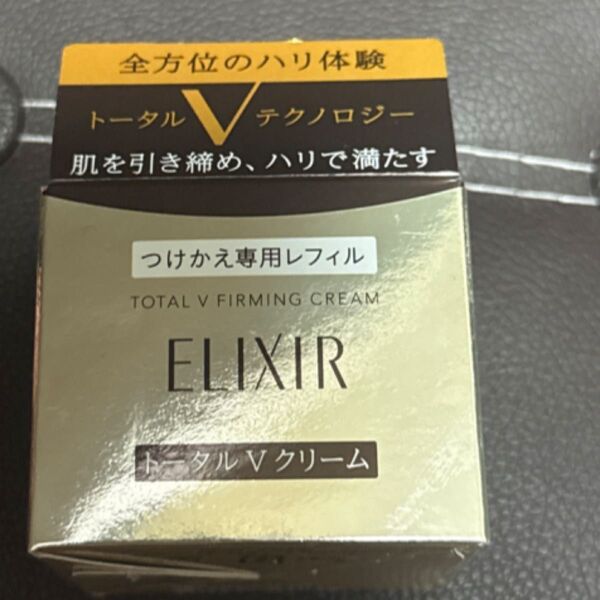 全方位のハリ体験
トータル V テクノロジー
肌を引き締め、ハリで満たす
つけかえ専用レフィル
TOTAL V FIRMING CREAM
ELIXIR
トータル V クリーム